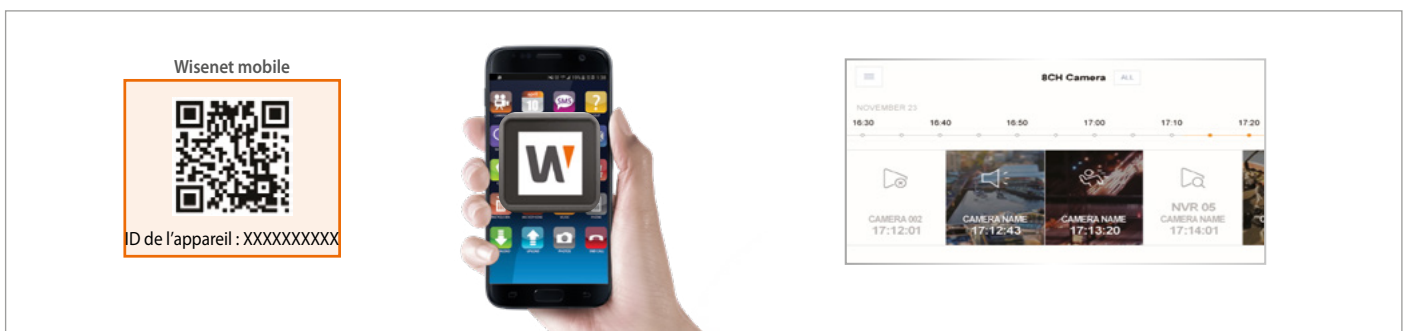 Wisenet mobile
ID de l’appareil : XXXXXXXXXX
10
SMS
?
W
8CH Camera ALL
NOVEMBER 23
16:30 16:40 16:50 17:00 17:10 17:20
CAMERA 002
17:12:01
CAMERA NAME
17:12:43
CAMERA NAME
17:13:20
NVR 05
CAMERA NAME
17:14:01